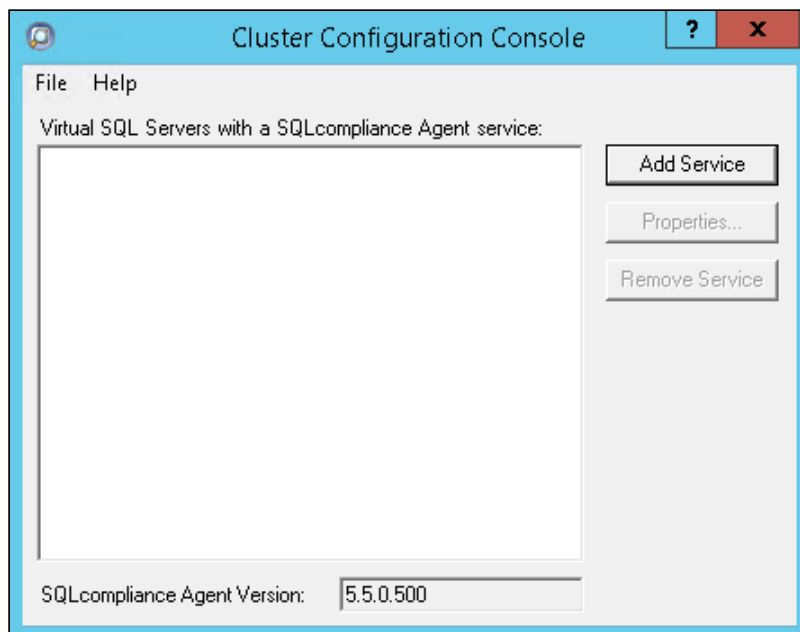 Cluster Configuration Console
? x
File Help
Virtual SQL Servers with a SQLcompliance Agent service:
Add Service
Properties...
Remove Service
SQLcompliance Agent Version: 5.5.0.500